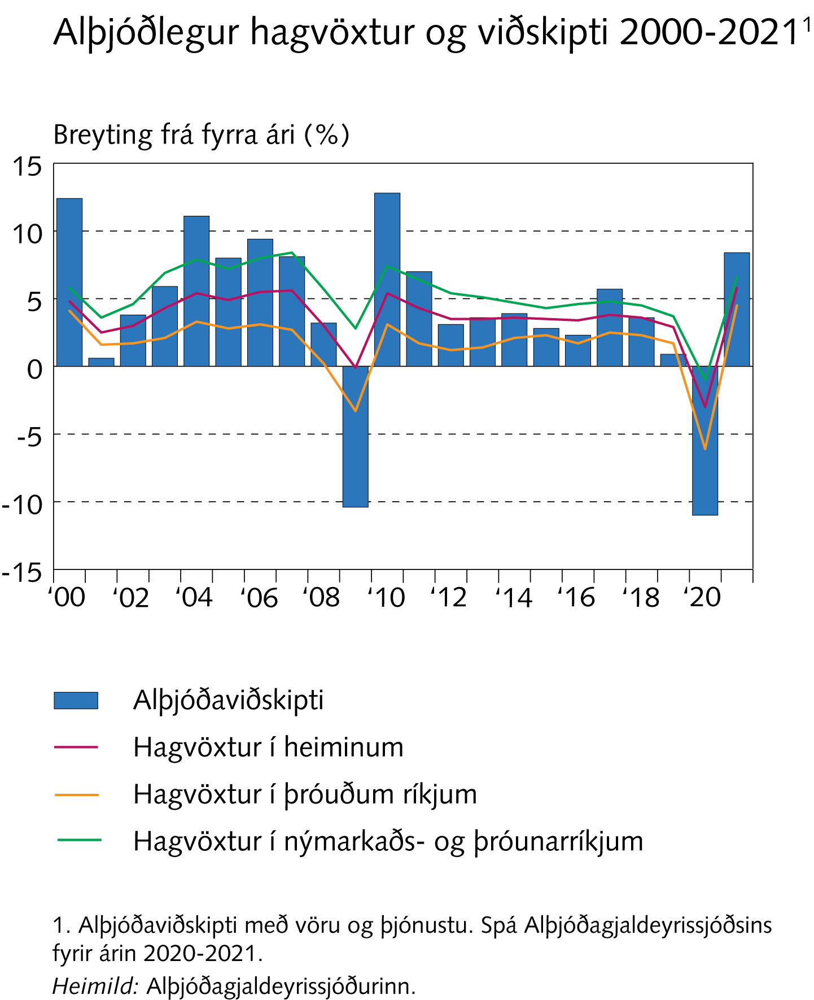 Alþjóðlegur hagvöxtur og viðskipti 2000-2021¹
Breyting frá fyrra ári (%)
15
10
5
0
-5
-10
-15
‘00 ‘02 ‘04 ‘06 ‘08 ‘10 ‘12 ‘14 ‘16 ‘18 ‘20
Alþjóðaviðskipti
Hagvöxtur í heiminum
Hagvöxtur í þróuðum ríkjum
Hagvöxtur í nýmarkaðs- og þróunarríkjum
1. Alþjóðaviðskipti með vöru og þjónustu. Spá Alþjóðagjaldeyrissjóðsins
fyrir árin 2020-2021.
Heimild: Alþjóðagjaldeyrissjóðurinn.